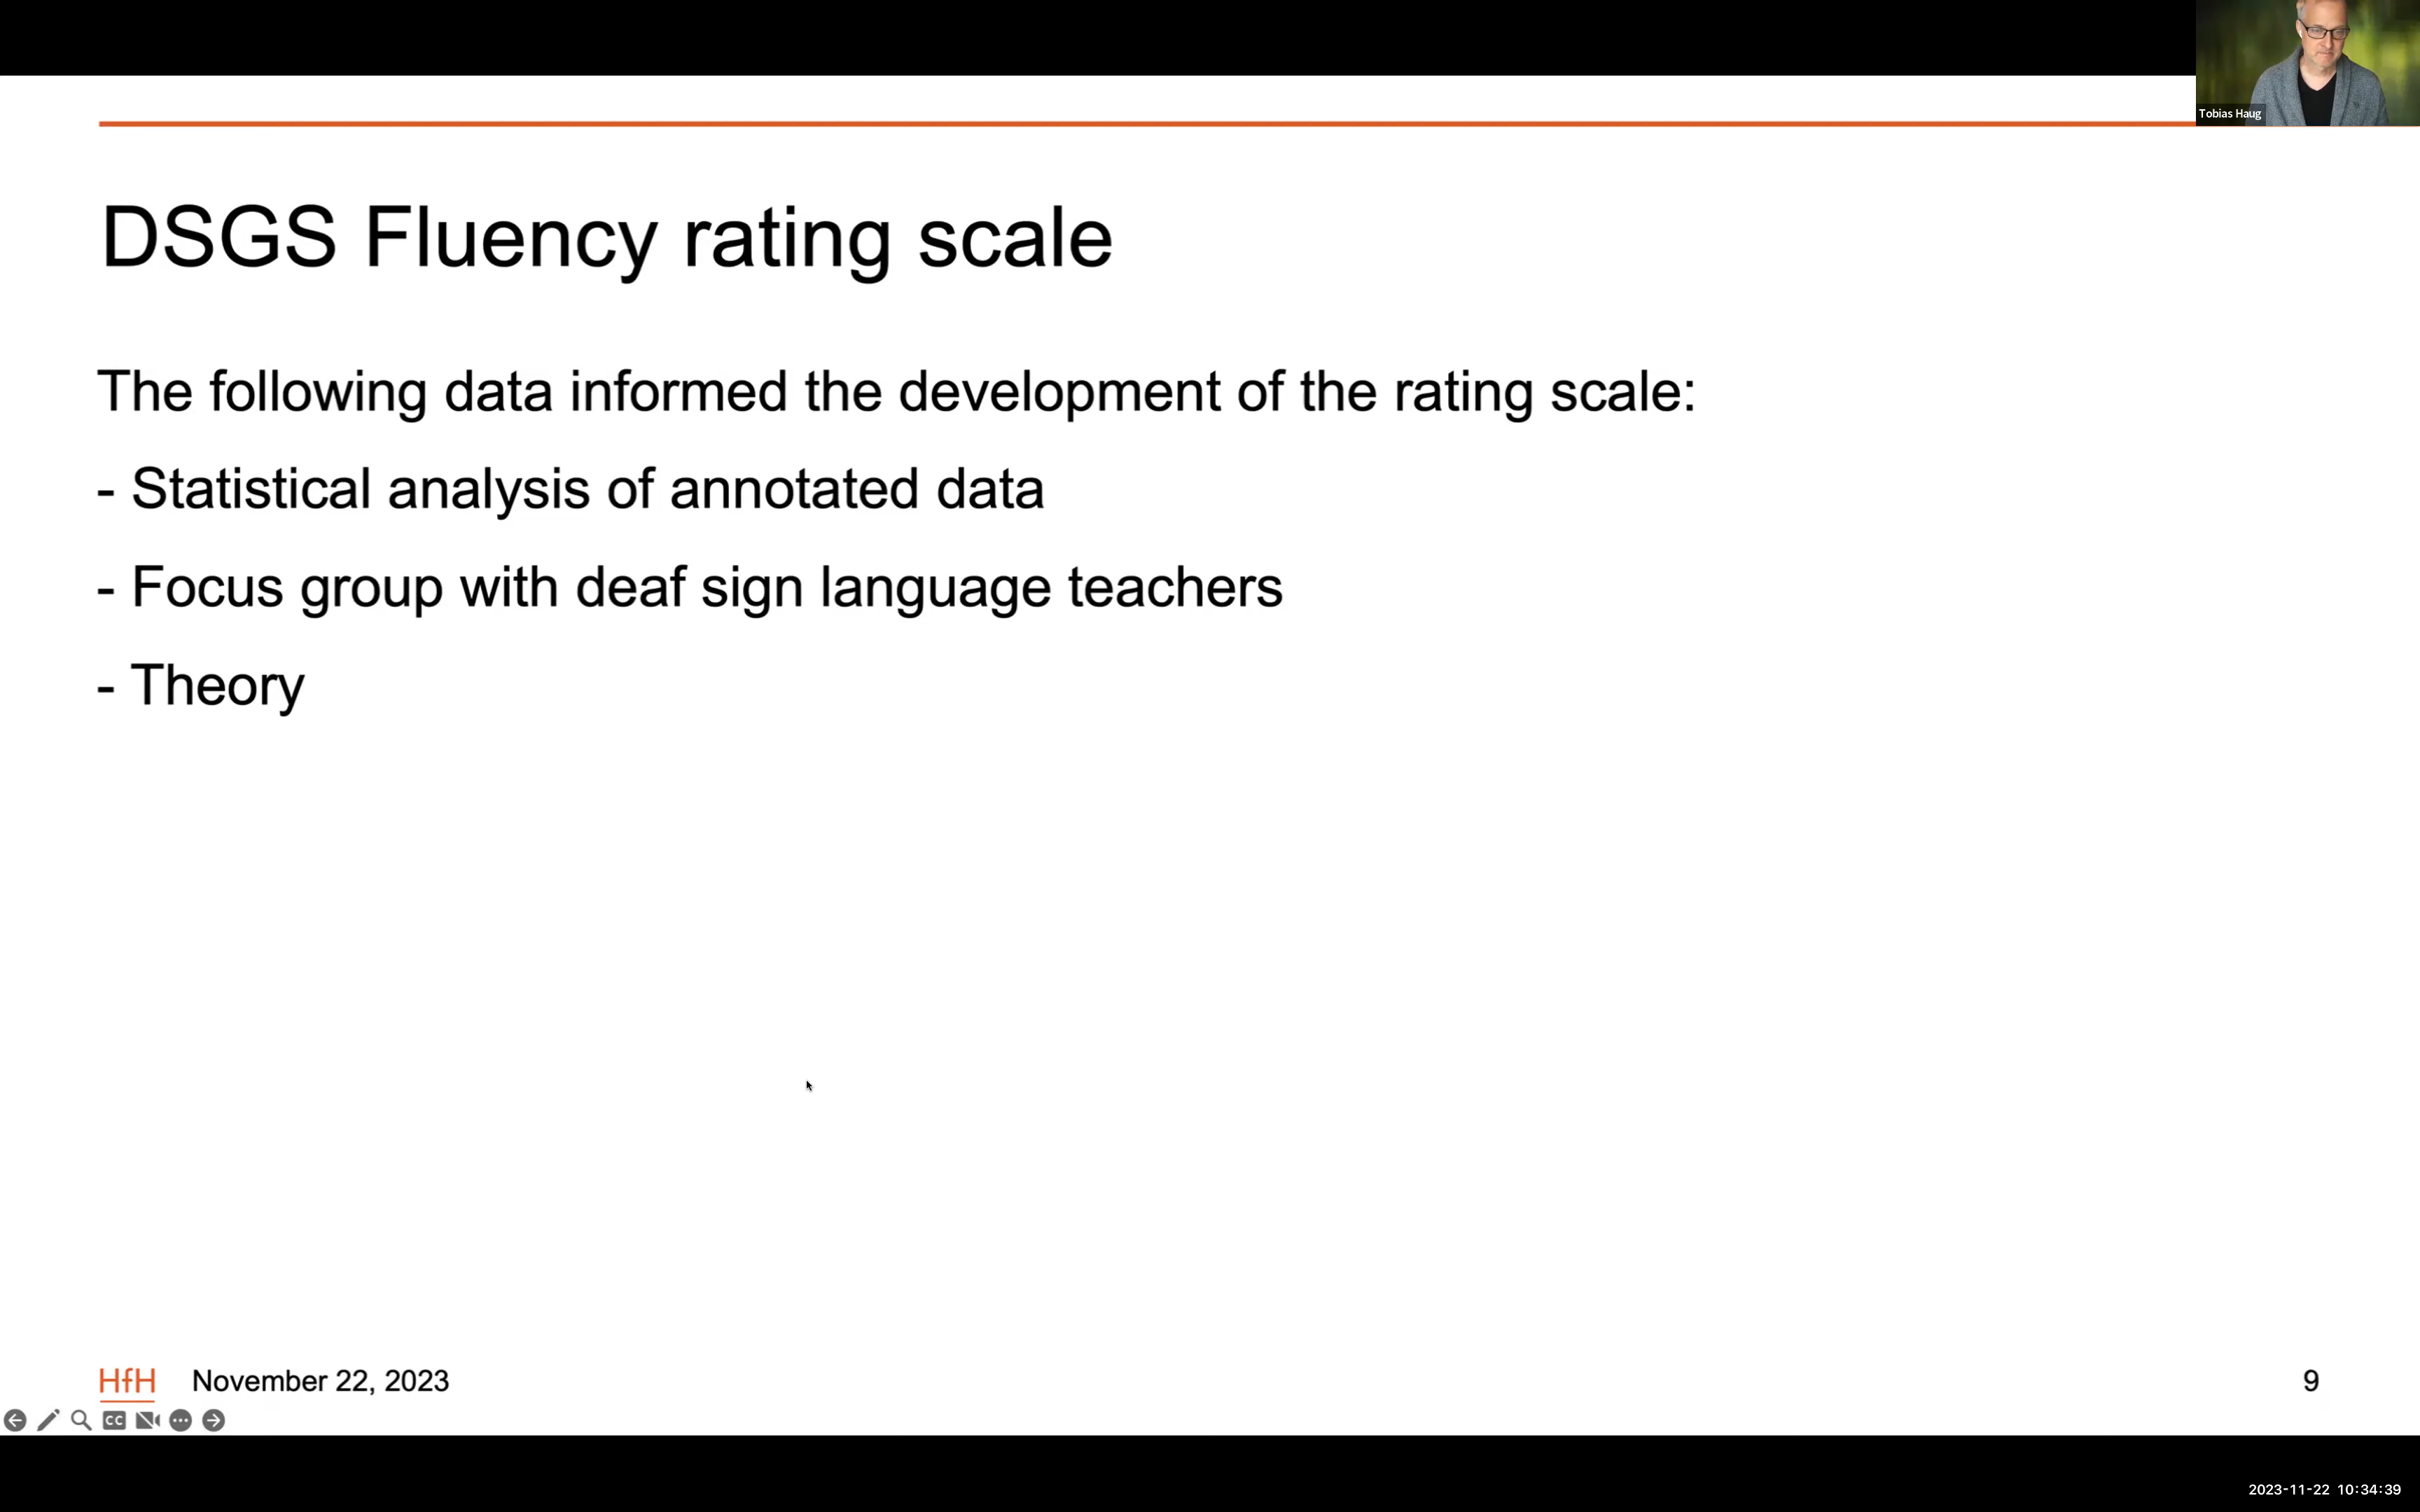 Tobias Haug
DSGS Fluency rating scale
The following data informed the development of the rating scale:
- Statistical analysis of annotated data
- Focus group with deaf sign language teachers
- Theory
HfH November 22, 2023 9
CC
2023-11-22 10:34:39